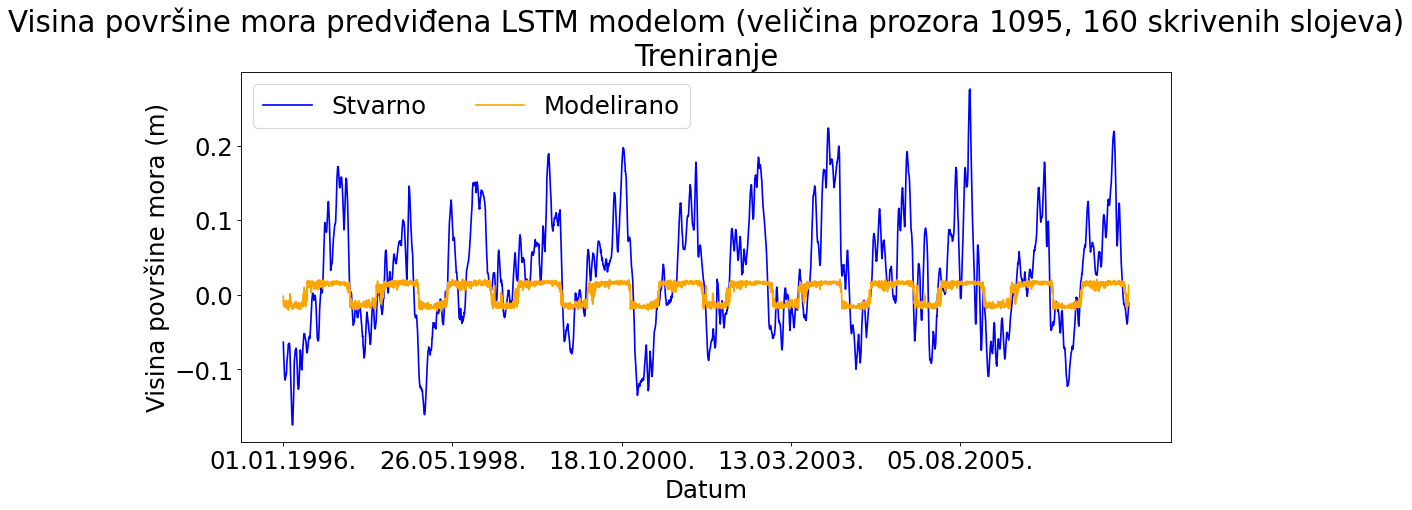 Visina površine mora predviđena LSTM modelom (veličina prozora 1095, 160 skrivenih slojeva)
Treniranje
Stvarno
Modelirano
Visina površine mora (m)
0.2
0.1
0.0
−0.1
01.01.1996.
26.05.1998.
18.10.2000.
13.03.2003.
05.08.2005.
Datum